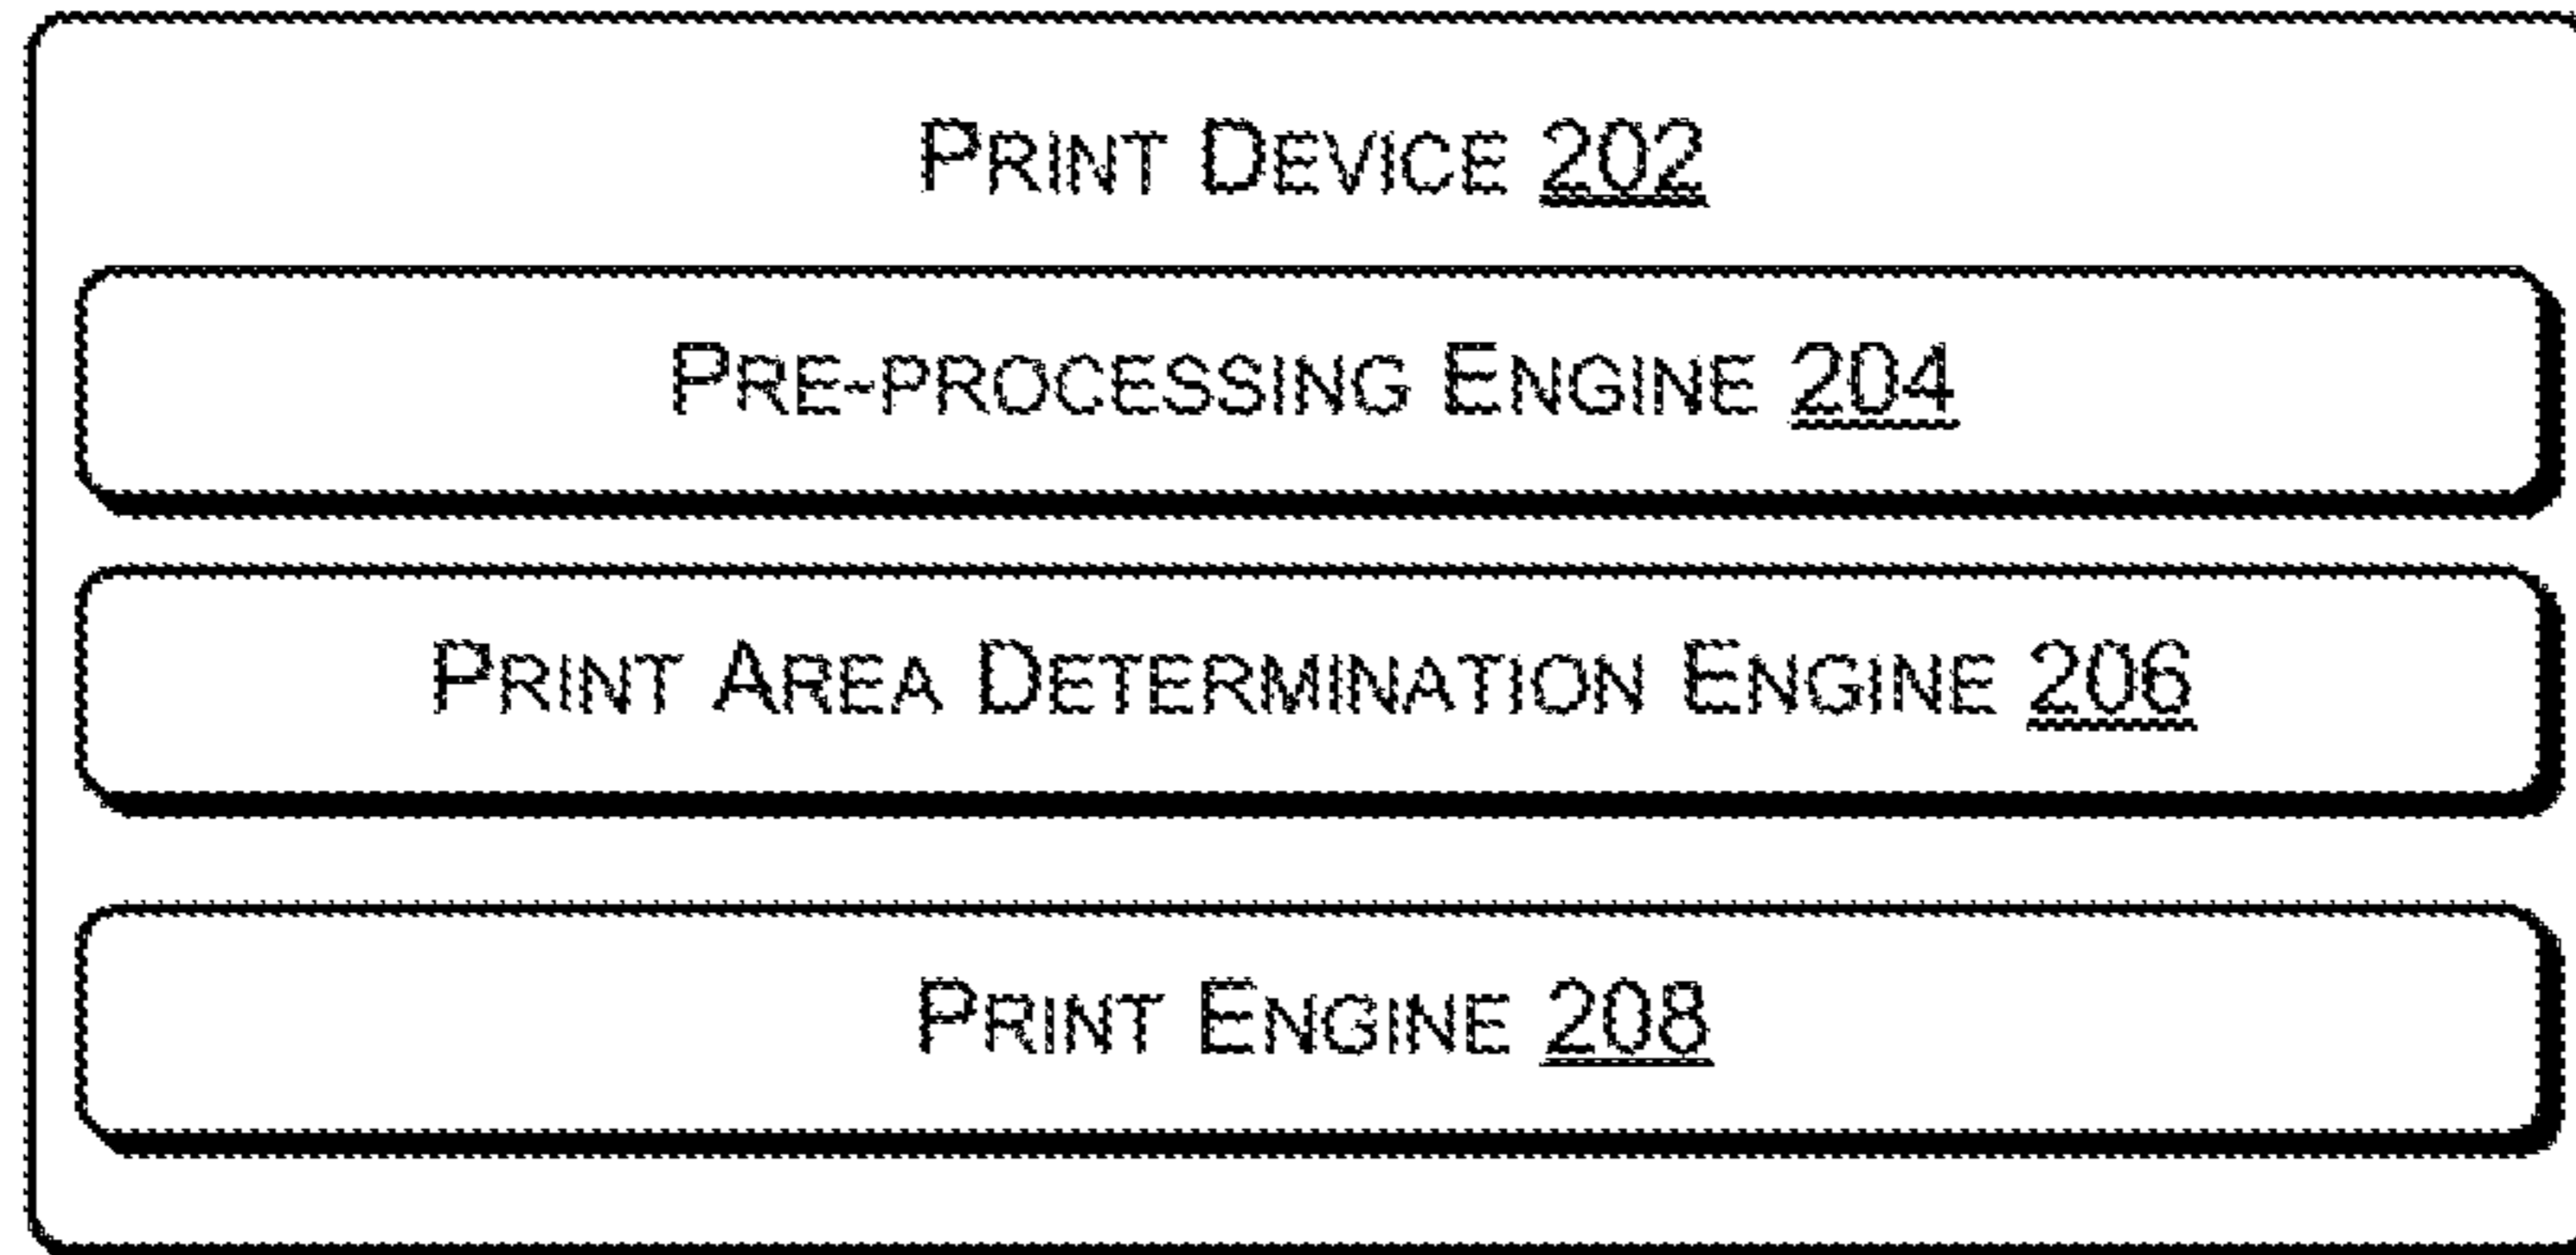 PRINT DEVICE 202
PRE-PROCESSING ENGINE 204
PRINT AREA DETERMINATION ENGINE 206
PRINT ENGINE 208